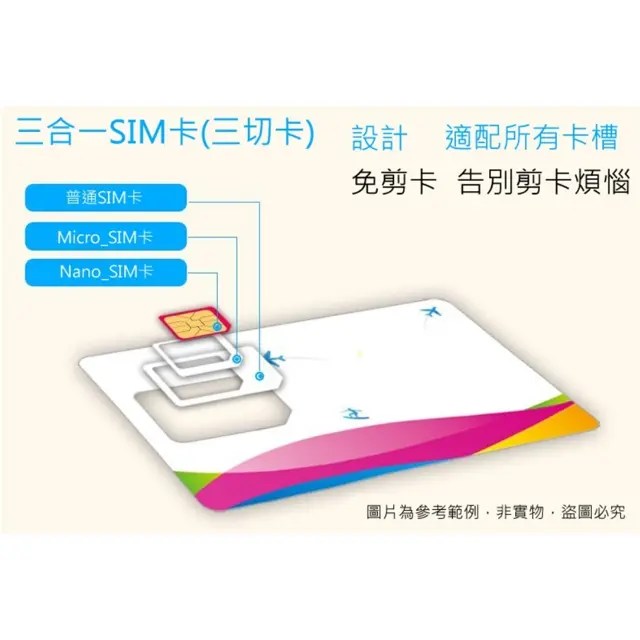 三合一SIM卡(三切卡)
設計 適配所有卡槽
免剪卡 告別剪卡煩惱
普通SIM卡
Micro_SIM卡
Nano_SIM卡
圖片為參考範例，非實物，盜圖必究